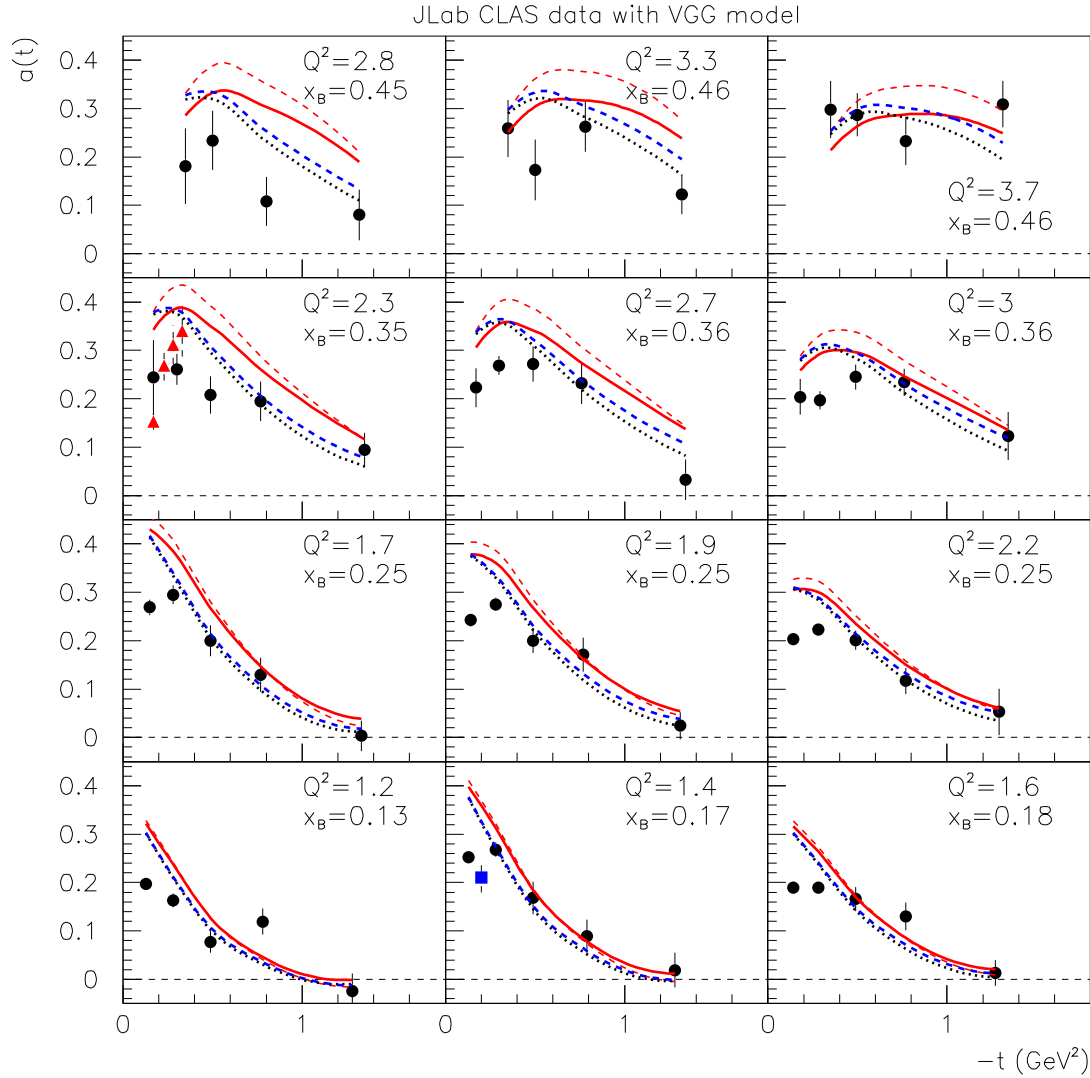 JLab CLAS data with VGG model
a(t)
0.4
0.3
0.2
0.1
0
Q²=2.8
x_B=0.45
Q²=3.3
x_B=0.46
Q²=3.7
x_B=0.46
0.4
0.3
0.2
0.1
0
Q²=2.3
x_B=0.35
Q²=2.7
x_B=0.36
Q²=3
x_B=0.36
0.4
0.3
0.2
0.1
0
Q²=1.7
x_B=0.25
Q²=1.9
x_B=0.25
Q²=2.2
x_B=0.25
0.4
0.3
0.2
0.1
0
Q²=1.2
x_B=0.13
Q²=1.4
x_B=0.17
Q²=1.6
x_B=0.18
0 1 0 1 0 1
−t (GeV²)